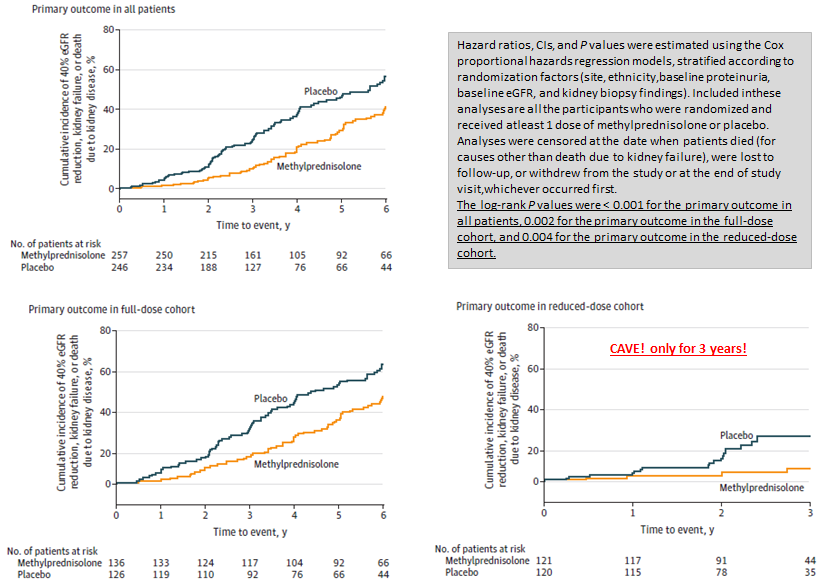 Primary outcome in all patients
Cumulative incidence of 40% eGFR
reduction, kidney failure, or death
due to kidney disease, %
80
60
40
20
0
Placebo
Methylprednisolone
0 1 2 3 4 5 6
Time to event, y
No. of patients at risk
Methylprednisolone 257 250 215 161 105 92 66
Placebo 246 234 188 127 76 66 44
Hazard ratios, CIs, and P values were estimated using the Cox
proportional hazards regression models, stratified according to
randomization factors (site, ethnicity,baseline proteinuria,
baseline eGFR, and kidney biopsy findings). Included inthese
analyses are all the participants who were randomized and
received atleast 1 dose of methylprednisolone or placebo.
Analyses were censored at the date when patients died (for
causes other than death due to kidney failure), were lost to
follow-up, or withdrew from the study or at the end of study
visit,whichever occurred first.
The log-rank P values were < 0.001 for the primary outcome in
all patients, 0.002 for the primary outcome in the full-dose
cohort, and 0.004 for the primary outcome in the reduced-dose
cohort.
Primary outcome in full-dose cohort
Cumulative incidence of 40% eGFR
reduction, kidney failure, or death
due to kidney disease, %
80
60
40
20
0
Placebo
Methylprednisolone
0 1 2 3 4 5 6
Time to event, y
No. of patients at risk
Methylprednisolone 136 133 124 117 104 92 66
Placebo 126 119 110 92 76 66 44
Primary outcome in reduced-dose cohort
Cumulative incidence of 40% eGFR
reduction, kidney failure, or death
due to kidney disease, %
80
60
40
20
0
CAVE! only for 3 years!
Placebo
Methylprednisolone
0 1 2 3
Time to event, y
No. of patients at risk
Methylprednisolone 121 117 91 44
Placebo 120 115 78 35